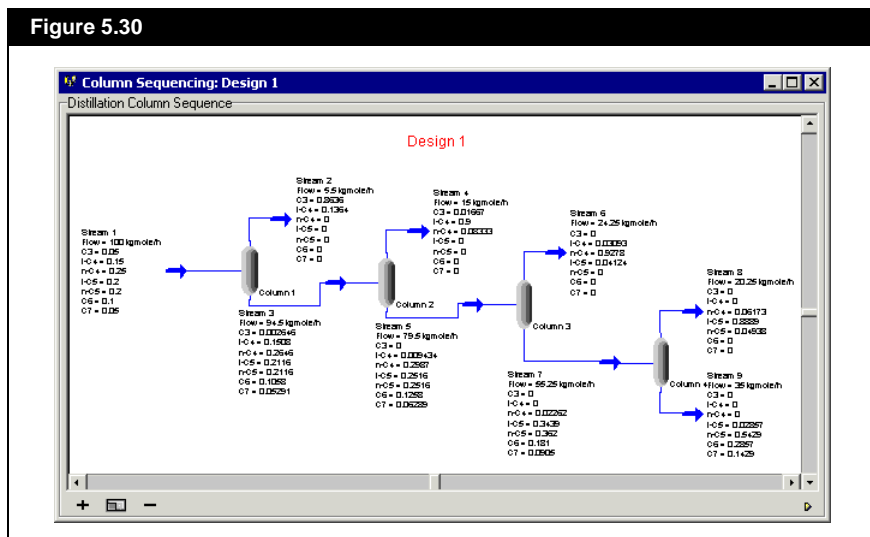 Figure 5.30
Column Sequencing: Design 1
Distillation Column Sequence
Design 1
Stream 1
Flow = 100 kgmole/h
C3 = 0.05
i-C4 = 0.15
n-C4 = 0.25
i-C5 = 0.2
n-C5 = 0.2
C6 = 0.1
C7 = 0.05
Column 1
Stream 2
Flow = 5.5 kgmole/h
C3 = 0.8636
i-C4 = 0.1364
n-C4 = 0
i-C5 = 0
n-C5 = 0
C6 = 0
C7 = 0
Stream 3
Flow = 94.5 kgmole/h
C3 = 0.002646
i-C4 = 0.1508
n-C4 = 0.2646
i-C5 = 0.2116
n-C5 = 0.2116
C6 = 0.1058
C7 = 0.05291
Column 2
Stream 4
Flow = 15 kgmole/h
C3 = 0.01667
i-C4 = 0.9
n-C4 = 0.08333
i-C5 = 0
n-C5 = 0
C6 = 0
C7 = 0
Stream 5
Flow = 79.5 kgmole/h
C3 = 0
i-C4 = 0.009434
n-C4 = 0.2987
i-C5 = 0.2516
n-C5 = 0.2516
C6 = 0.1258
C7 = 0.06289
Column 3
Stream 6
Flow = 24.25 kgmole/h
C3 = 0
i-C4 = 0.03093
n-C4 = 0.9278
i-C5 = 0.04124
n-C5 = 0
C6 = 0
C7 = 0
Stream 7
Flow = 55.25 kgmole/h
C3 = 0
i-C4 = 0
n-C4 = 0.02262
i-C5 = 0.3439
n-C5 = 0.362
C6 = 0.181
C7 = 0.0905
Column 4
Stream 8
Flow = 20.25 kgmole/h
C3 = 0
i-C4 = 0
n-C4 = 0.06173
i-C5 = 0.8889
n-C5 = 0.04938
C6 = 0
C7 = 0
Stream 9
Flow = 35 kgmole/h
C3 = 0
i-C4 = 0
n-C4 = 0
i-C5 = 0.02857
n-C5 = 0.5429
C6 = 0.2857
C7 = 0.1429